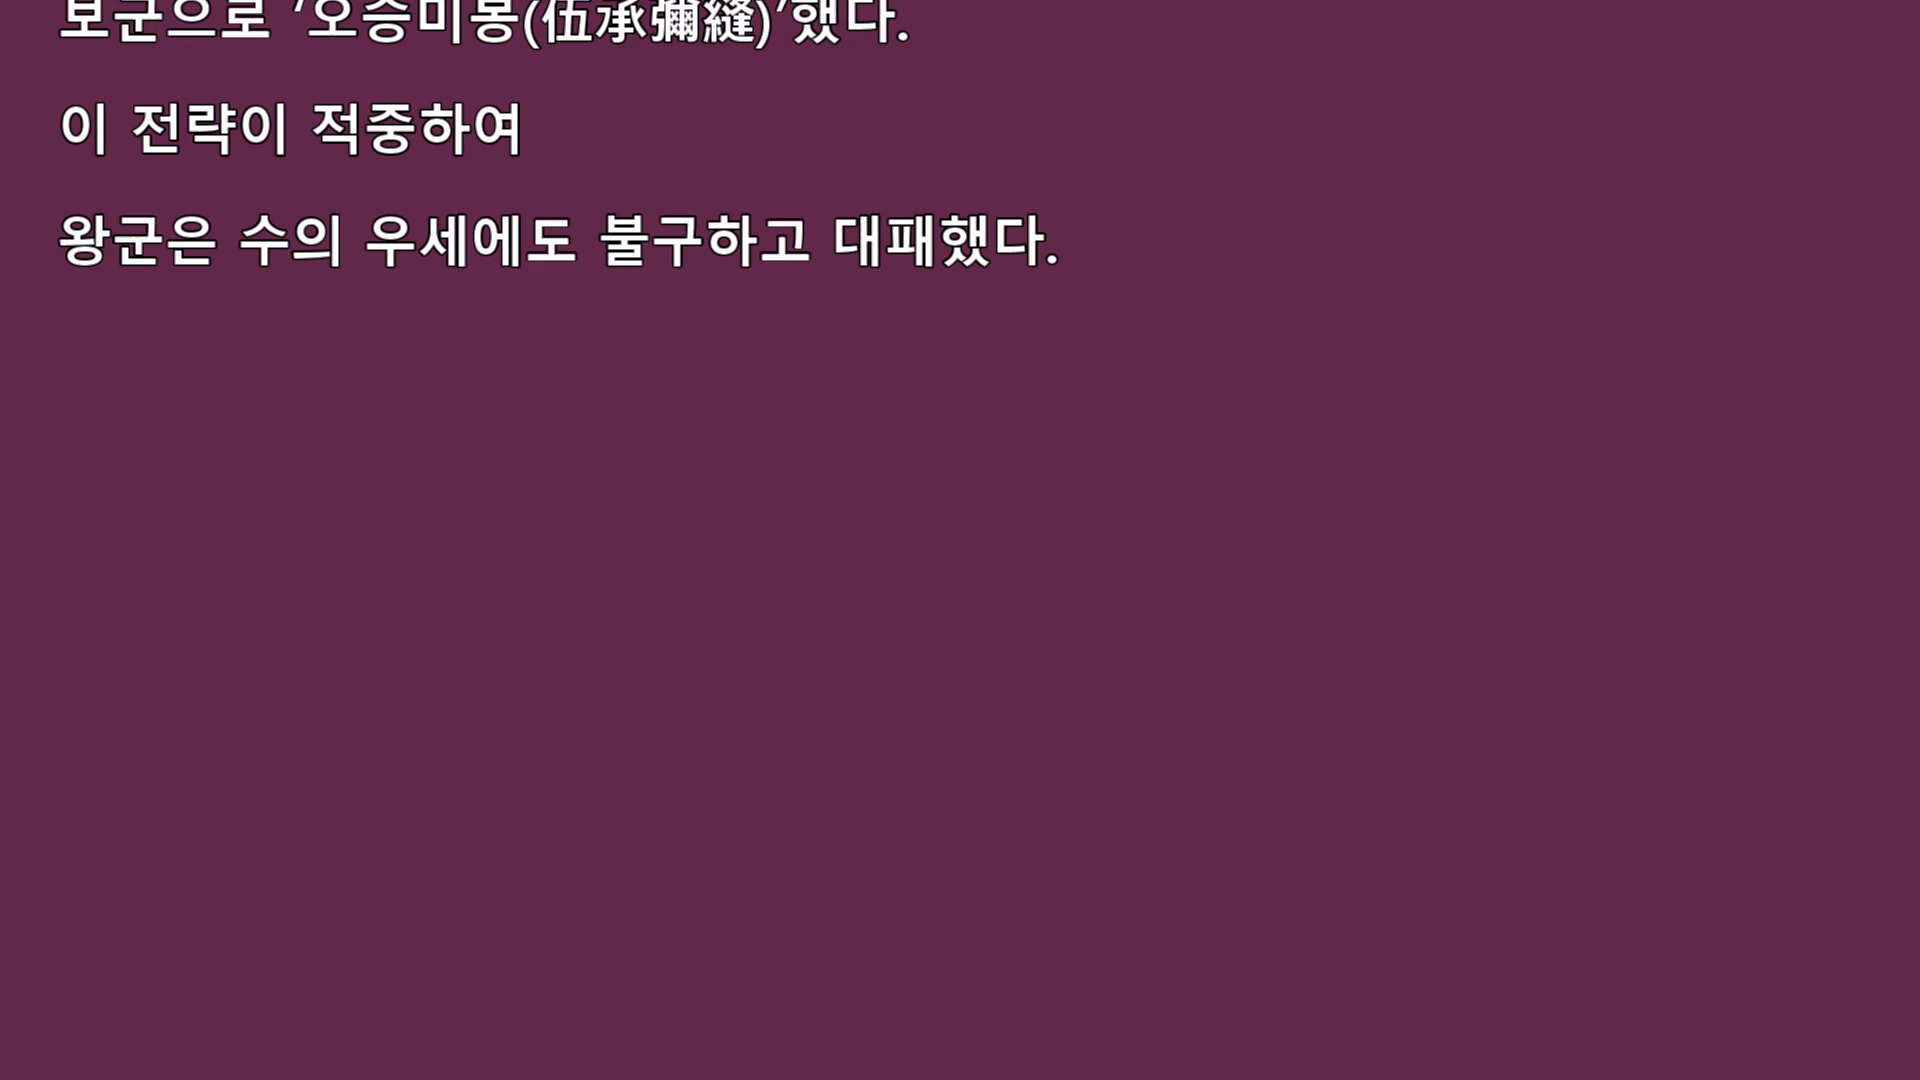 보군으로 ‘오승미봉(伍承彌縫)’했다.
이 전략이 적중하여
왕군은 수의 우세에도 불구하고 대패했다.